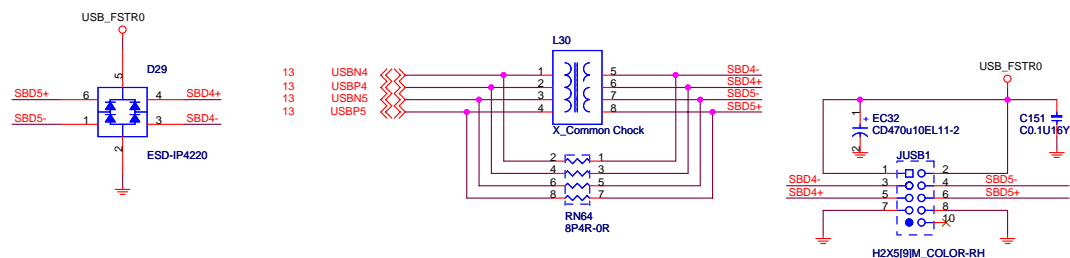 USB_FSTR0
D29
5
SBD5+ 6 4 SBD4+
SBD5- 1 3 SBD4-
2
ESD-IP4220
L30
13 USBN4 1 5 SBD4-
13 USBP4 2 6 SBD4+
13 USBN5 3 7 SBD5-
13 USBP5 4 8 SBD5+
X_Common Chock
2 1
4 3
6 5
8 7
RN64
8P4R-0R
USB_FSTR0
1 + EC32
CD470u10EL11-2
2
C151
C0.1U16Y
JUSB1
1 2
SBD4- 3 4 SBD5-
SBD4+ 5 6 SBD5+
7 8
10
H2X5[9]M_COLOR-RH